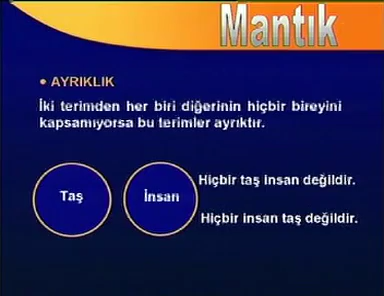 Mantık
• AYRIKLIK
İki terimden her biri diğerinin hiçbir bireyini
kapsamıyorsa bu terimler ayrıktır.
Taş
İnsan
Hiçbir taş insan değildir.
Hiçbir insan taş değildir.